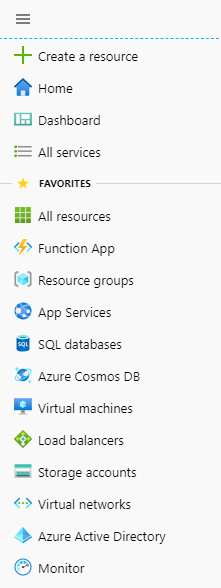 Create a resource
Home
Dashboard
All services
FAVORITES
All resources
Function App
Resource groups
App Services
SQL databases
Azure Cosmos DB
Virtual machines
Load balancers
Storage accounts
Virtual networks
Azure Active Directory
Monitor